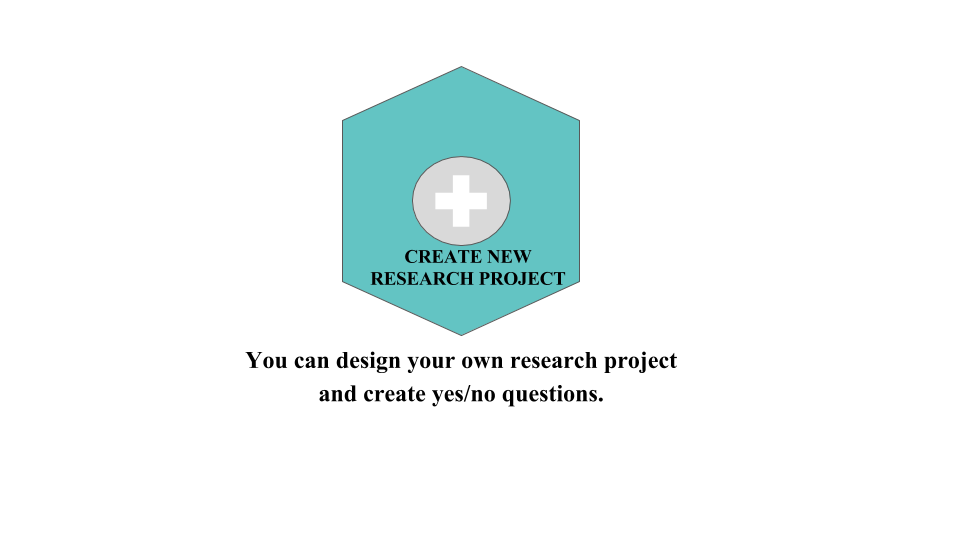 CREATE NEW
RESEARCH PROJECT
You can design your own research project
and create yes/no questions.